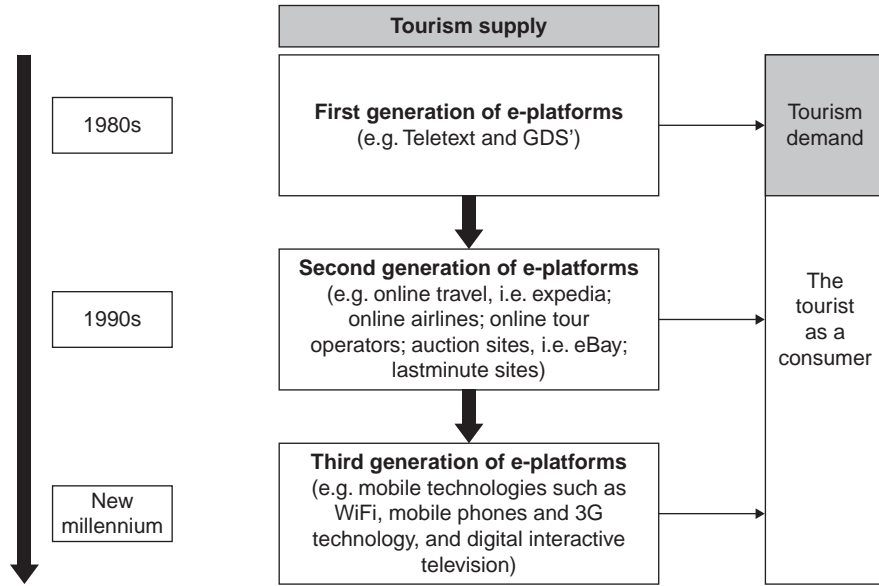 Tourism supply
1980s
First generation of e-platforms
(e.g. Teletext and GDS’)
Tourism
demand
1990s
Second generation of e-platforms
(e.g. online travel, i.e. expedia;
online airlines; online tour
operators; auction sites, i.e. eBay;
lastminute sites)
The
tourist
as a
consumer
New
millennium
Third generation of e-platforms
(e.g. mobile technologies such as
WiFi, mobile phones and 3G
technology, and digital interactive
television)